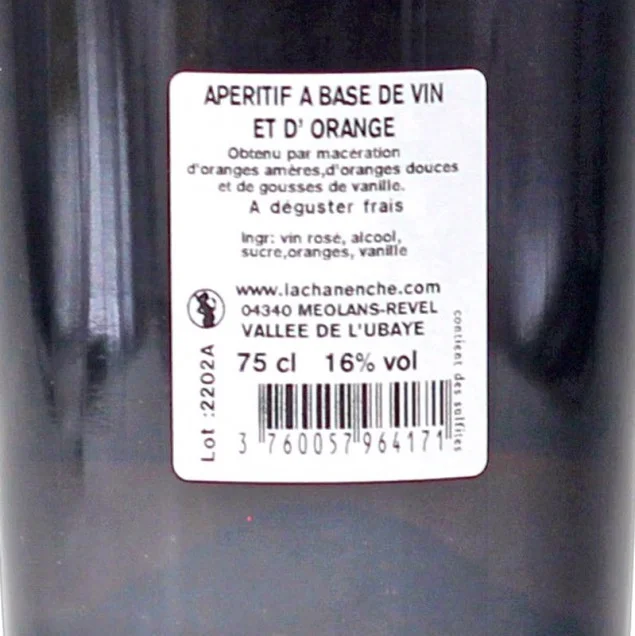 APERITIF A BASE DE VIN
ET D' ORANGE
Obtenu par macération
d'oranges amères,d'oranges douces
et de gousses de vanille.
A déguster frais
Ingr: vin rosé, alcool,
sucre,oranges, vanille
www.lachanenche.com
04340 MEOLANS-REVEL
VALLEE DE L'UBAYE
75 cl 16% vol
3 760057 964171
Lot :2202A
contient des sulfites